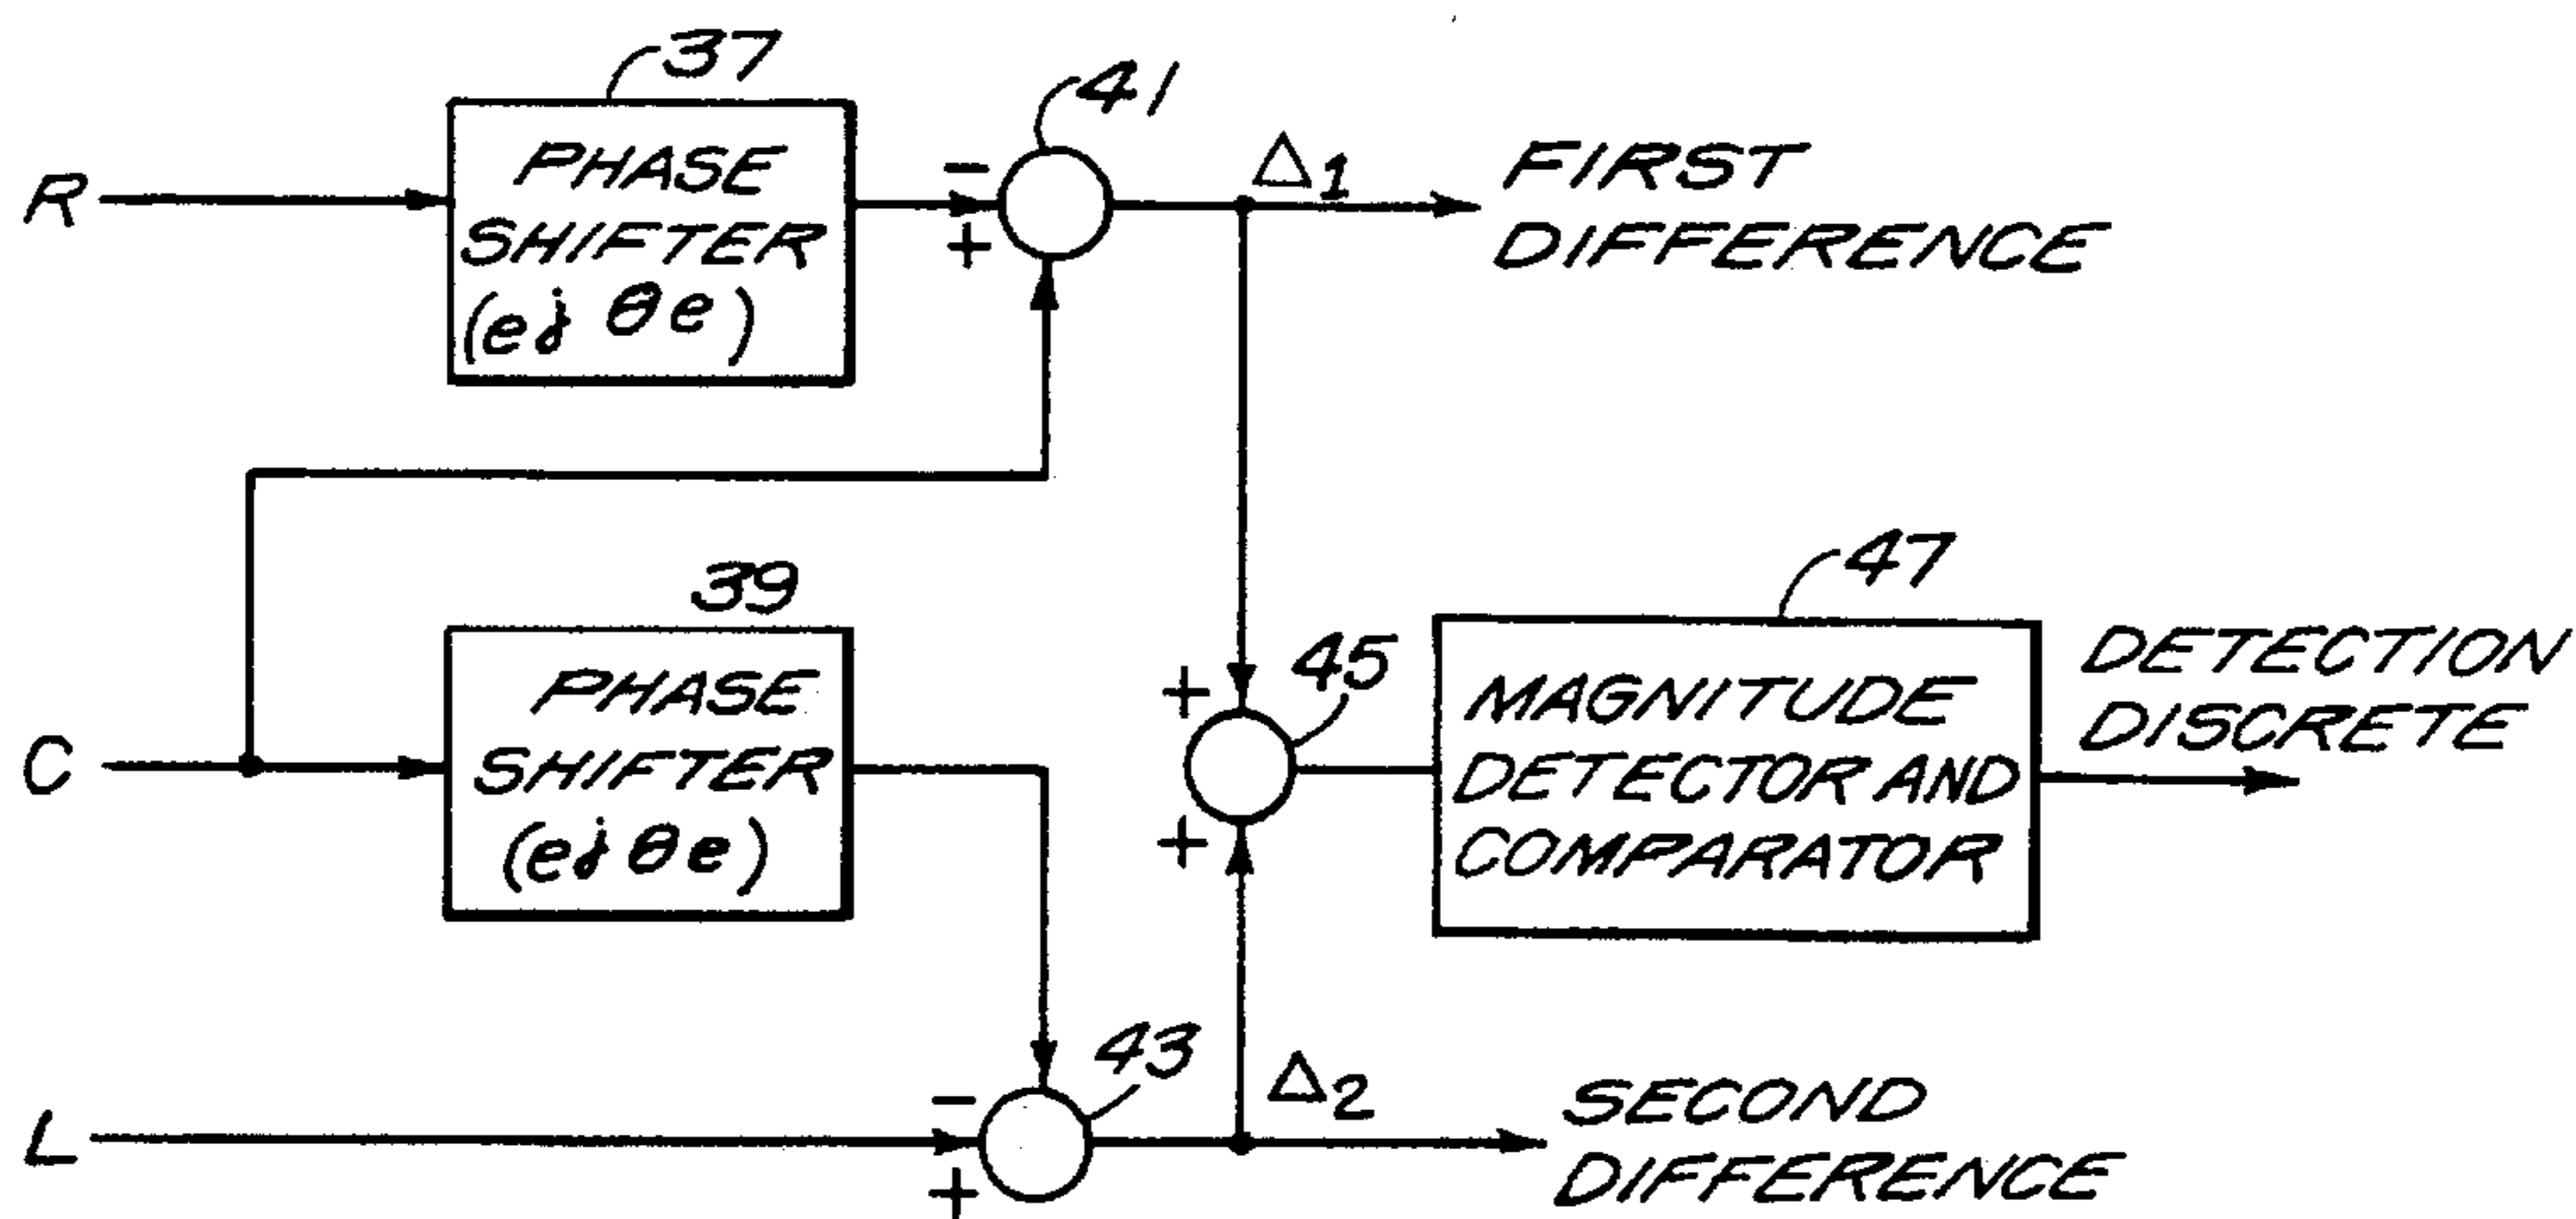 37
41
R
PHASE
SHIFTER
(ej θe)
-
+
Δ1
FIRST
DIFFERENCE
39
C
PHASE
SHIFTER
(ej θe)
+
+
45
47
MAGNITUDE
DETECTOR AND
COMPARATOR
DETECTION
DISCRETE
L
-
+
43
Δ2
SECOND
DIFFERENCE